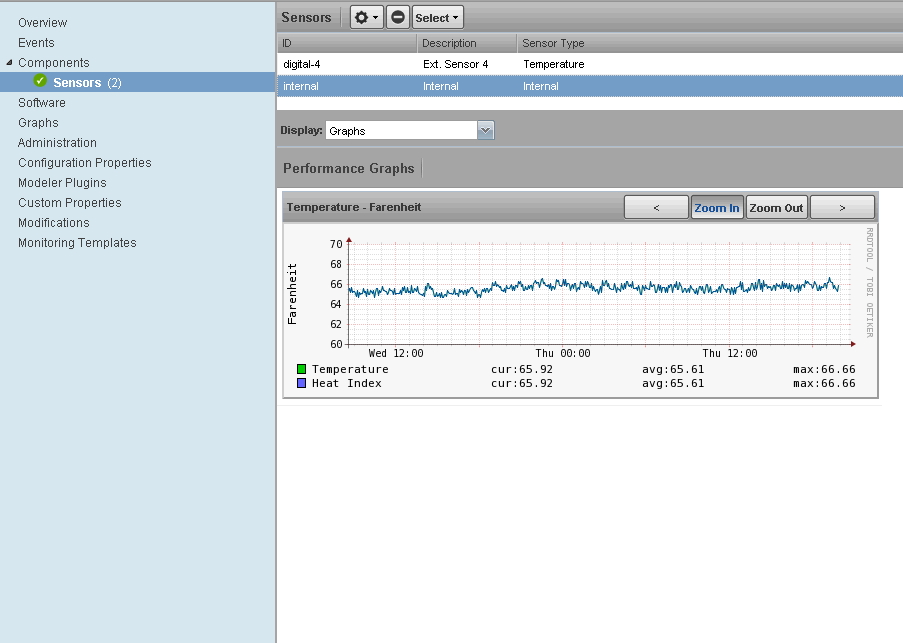 Overview
Events
Components
Sensors (2)
Software
Graphs
Administration
Configuration Properties
Modeler Plugins
Custom Properties
Modifications
Monitoring Templates
Sensors Select
ID Description Sensor Type
digital-4 Ext. Sensor 4 Temperature
internal Internal Internal
Display: Graphs
Performance Graphs
Temperature - Farenheit < Zoom In Zoom Out >
RRDTOOL / TOBI OETIKER
Farenheit
70
68
66
64
62
60
Wed 12:00 Thu 00:00 Thu 12:00
Temperature cur:65.92 avg:65.61 max:66.66
Heat Index cur:65.92 avg:65.61 max:66.66